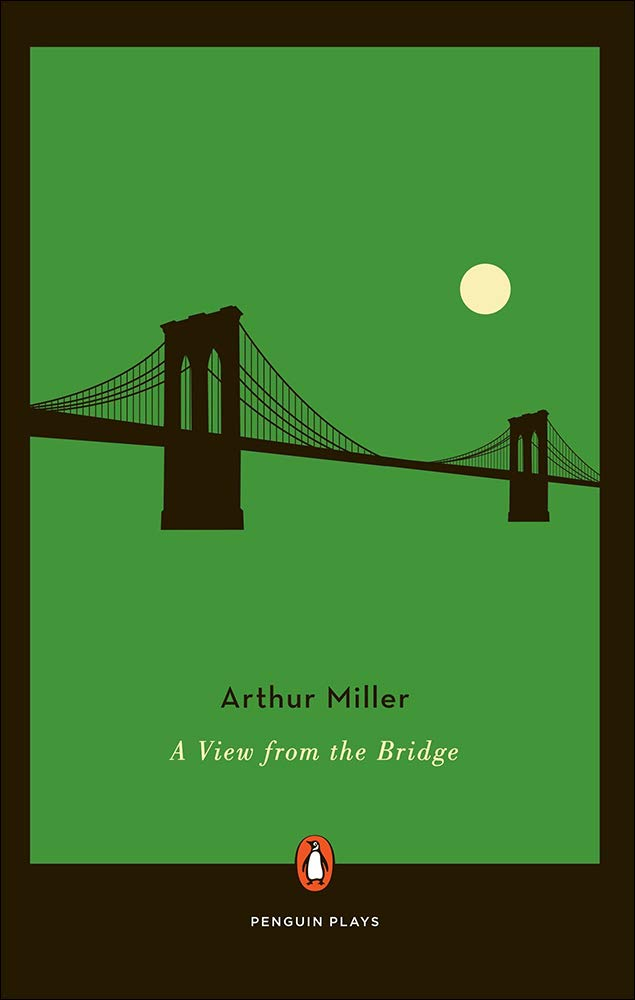 Arthur Miller
A View from the Bridge
PENGUIN PLAYS